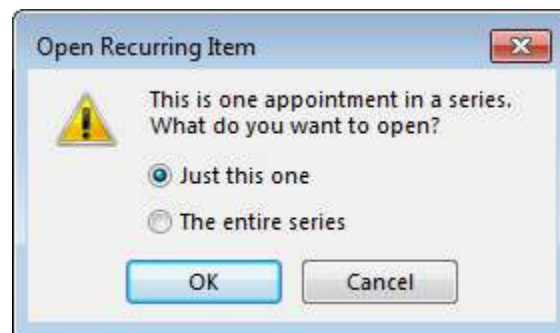 Open Recurring Item
This is one appointment in a series.
What do you want to open?
Just this one
The entire series
OK
Cancel